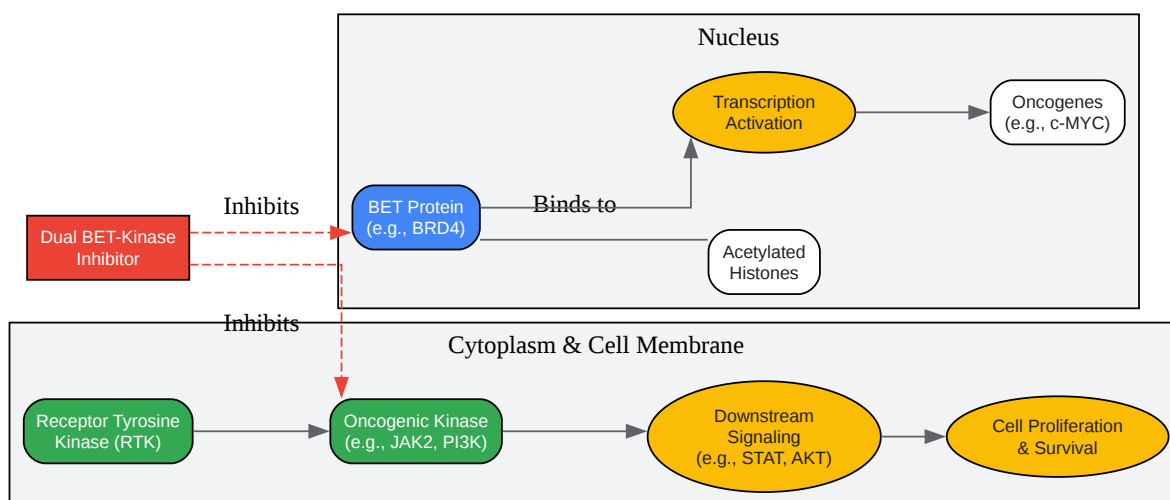 Nucleus
Transcription
Activation
Oncogenes
(e.g., c-MYC)
Inhibits
BET Protein
(e.g., BRD4)
Binds to
Dual BET-Kinase
Inhibitor
Acetylated
Histones
Inhibits
Cytoplasm & Cell Membrane
Receptor Tyrosine
Kinase (RTK)
Oncogenic Kinase
(e.g., JAK2, PI3K)
Downstream
Signaling
(e.g., STAT, AKT)
Cell Proliferation
& Survival